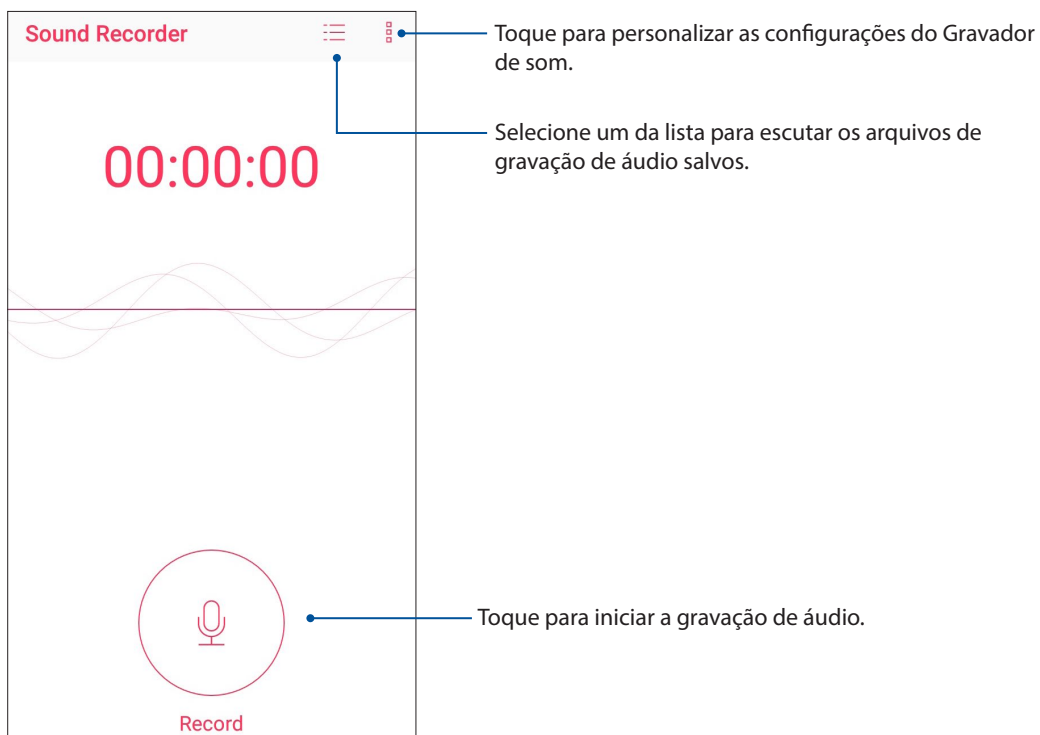 Sound Recorder
Toque para personalizar as configurações do Gravador
de som.
Selecione um da lista para escutar os arquivos de
gravação de áudio salvos.
00:00:00
Toque para iniciar a gravação de áudio.
Record